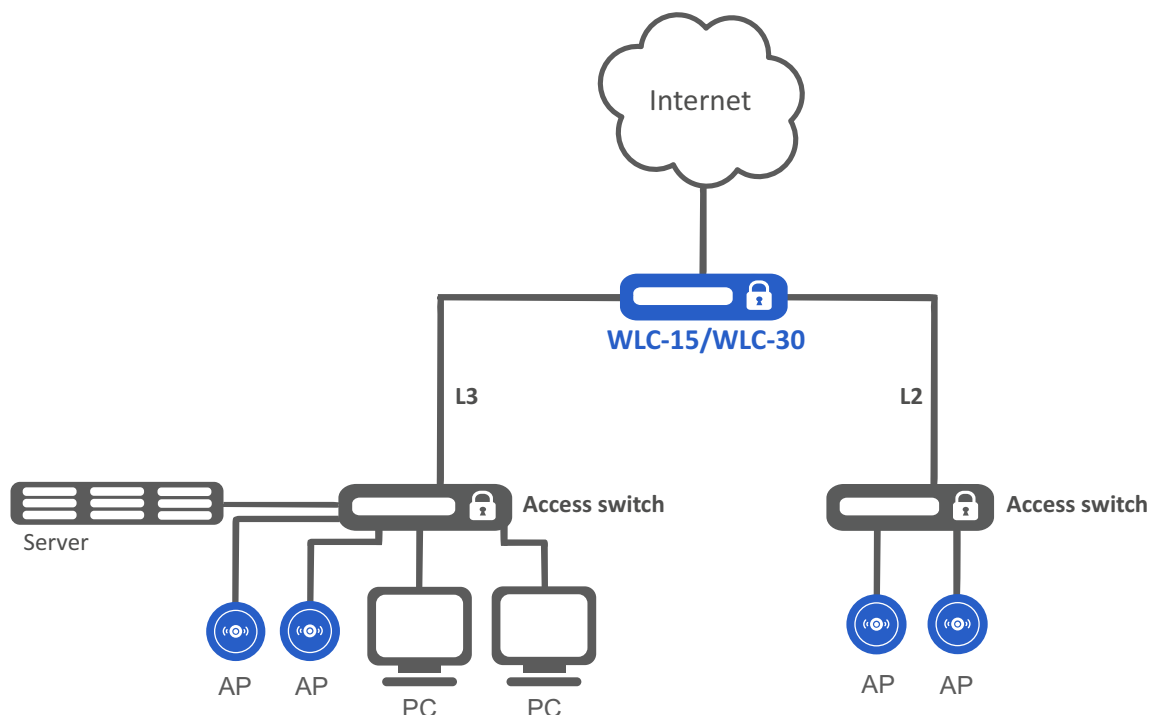 Internet
WLC-15/WLC-30
L3
L2
Access switch
Access switch
Server
AP
AP
PC
PC
AP
AP